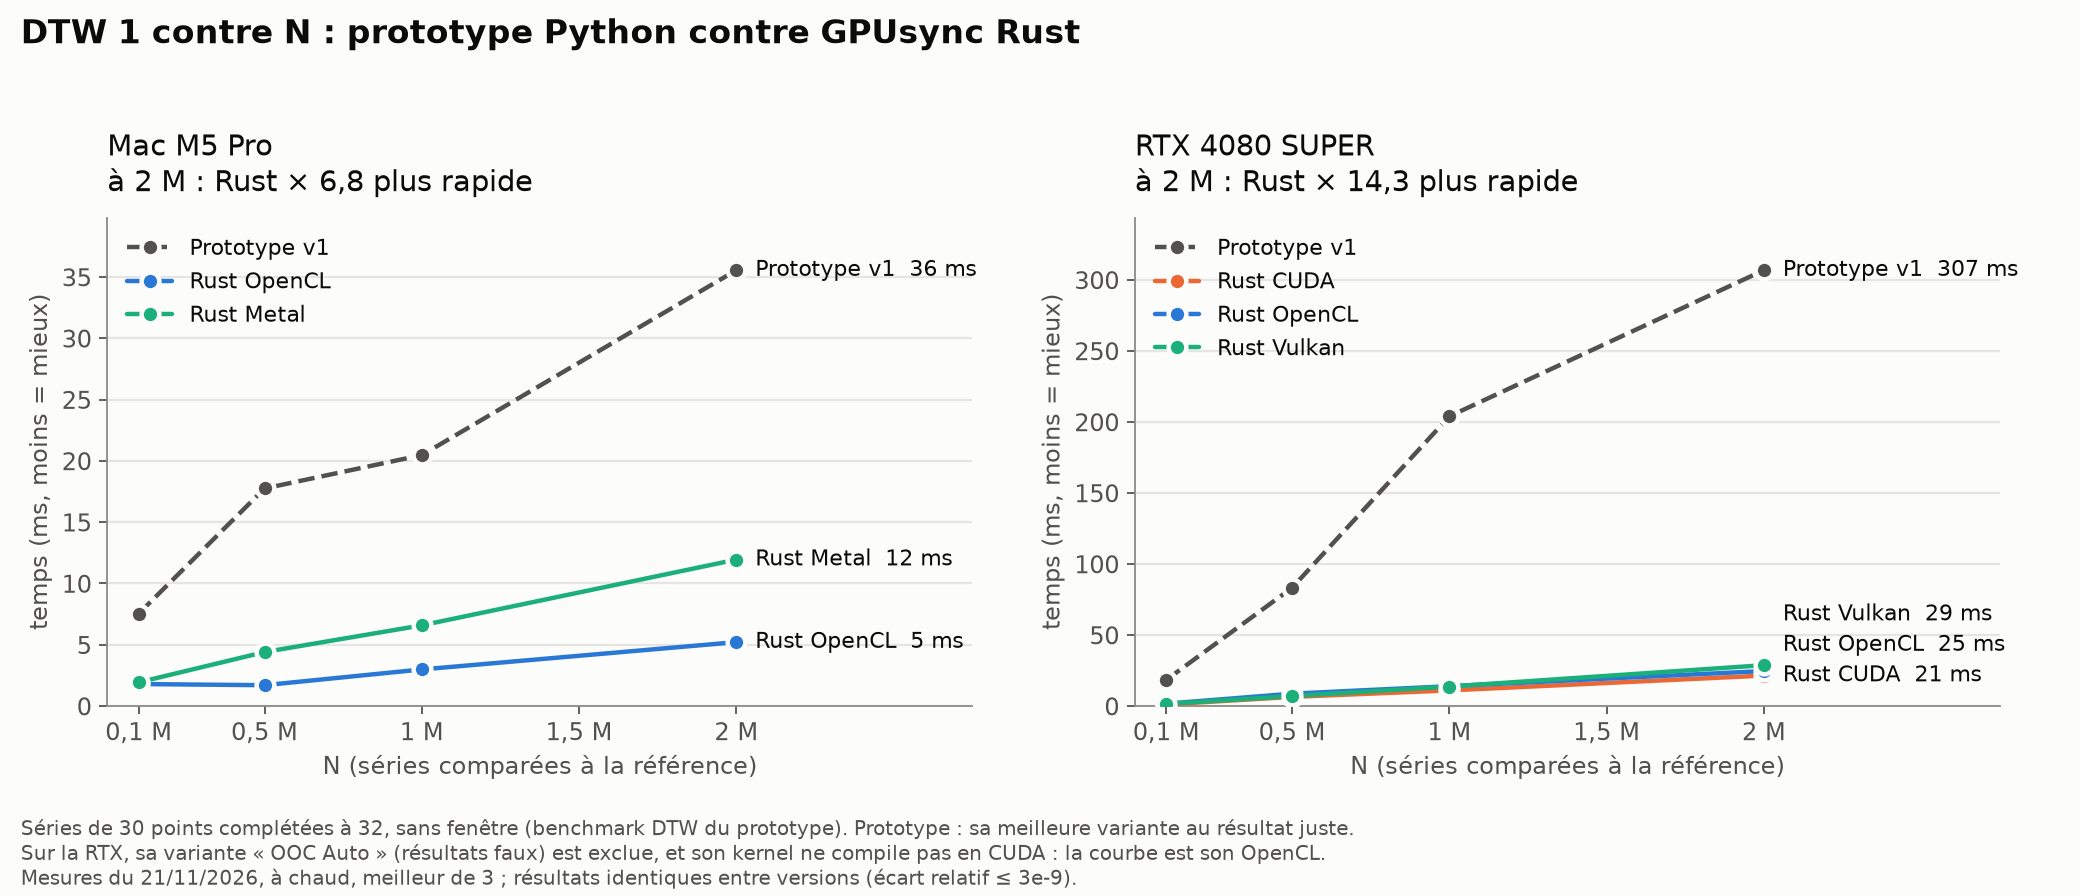 DTW 1 contre N : prototype Python contre GPUsync Rust
Mac M5 Pro
à 2 M : Rust × 6,8 plus rapide
Prototype v1
Rust OpenCL
Rust Metal
35
30
25
20
15
10
5
0
temps (ms, moins = mieux)
Prototype v1 36 ms
Rust Metal 12 ms
Rust OpenCL 5 ms
0,1 M
0,5 M
1 M
1,5 M
2 M
N (séries comparées à la référence)
RTX 4080 SUPER
à 2 M : Rust × 14,3 plus rapide
Prototype v1
Rust CUDA
Rust OpenCL
Rust Vulkan
300
250
200
150
100
50
0
temps (ms, moins = mieux)
Prototype v1 307 ms
Rust Vulkan 29 ms
Rust OpenCL 25 ms
Rust CUDA 21 ms
0,1 M
0,5 M
1 M
1,5 M
2 M
N (séries comparées à la référence)
Séries de 30 points complétées à 32, sans fenêtre (benchmark DTW du prototype). Prototype : sa meilleure variante au résultat juste.
Sur la RTX, sa variante « OOC Auto » (résultats faux) est exclue, et son kernel ne compile pas en CUDA : la courbe est son OpenCL.
Mesures du 21/11/2026, à chaud, meilleur de 3 ; résultats identiques entre versions (écart relatif ≤ 3e-9).